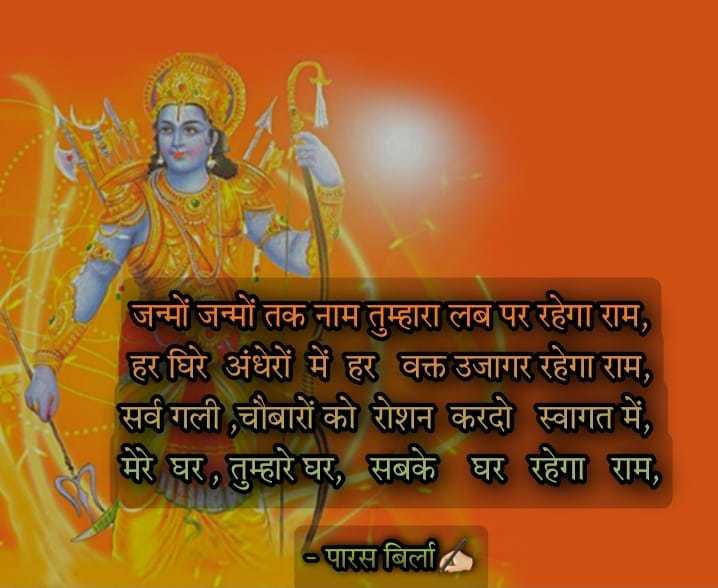 जन्मों जन्मों तक नाम तुम्हारा लब पर रहेगा राम,
हर घिरे अंधेरों में हर वक्त उजागर रहेगा राम,
सर्व गली ,चौबारों को रोशन करदो स्वागत में,
मेरे घर , तुम्हारे घर, सबके घर रहेगा राम,
- पारस बिर्ला ✍🏻